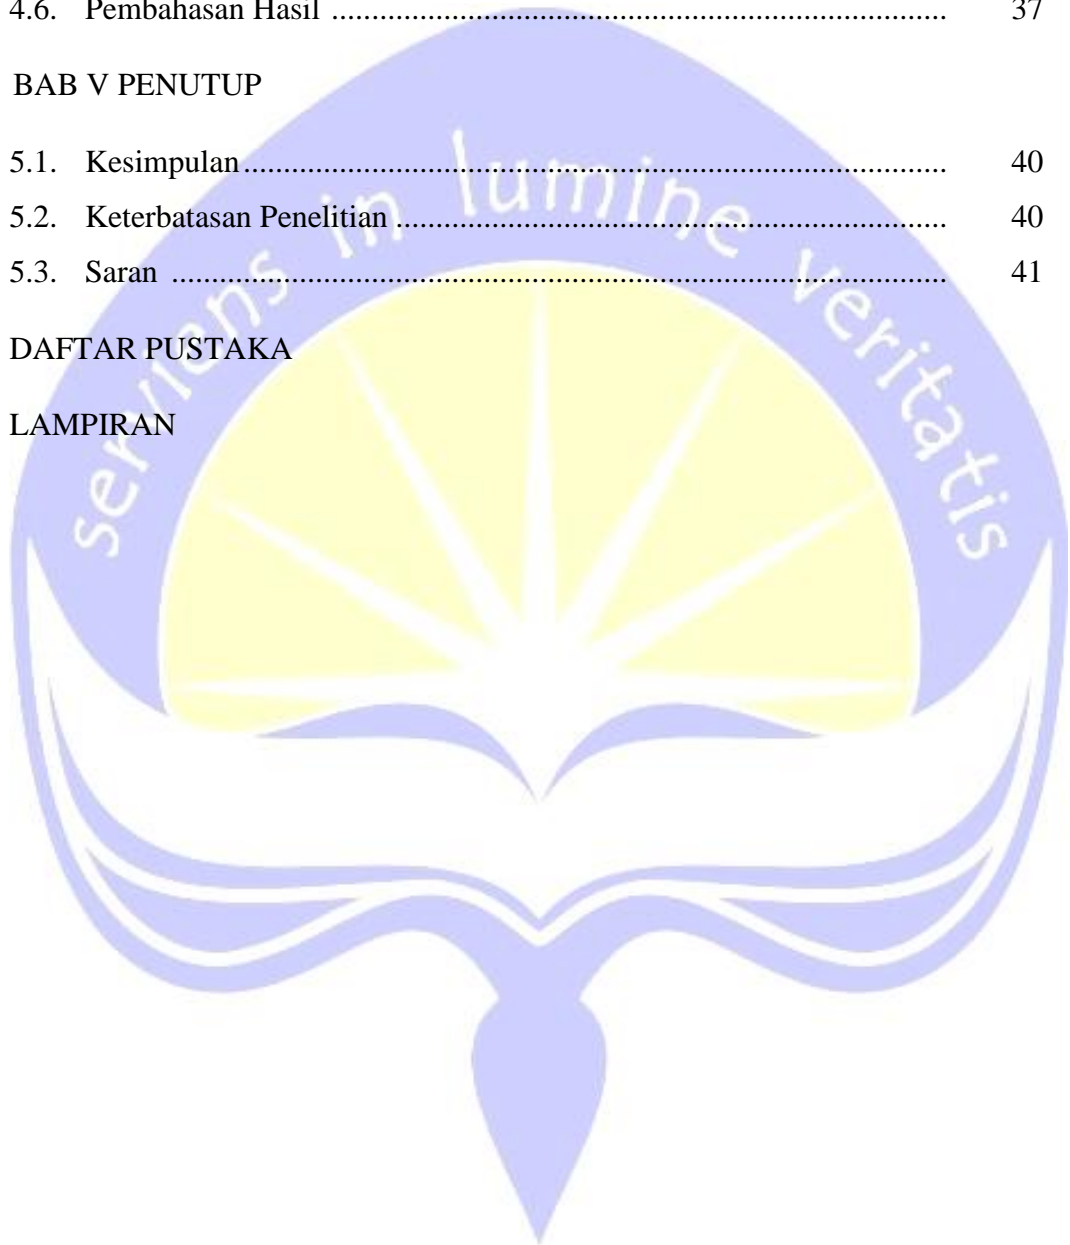 4.6. Pembahasan Hasil ............................................................................. 37
BAB V PENUTUP
5.1. Kesimpulan ........................................................................................ 40
5.2. Keterbatasan Penelitian ..................................................................... 40
5.3. Saran ................................................................................................. 41
DAFTAR PUSTAKA
LAMPIRAN
serviens in lumine veritatis